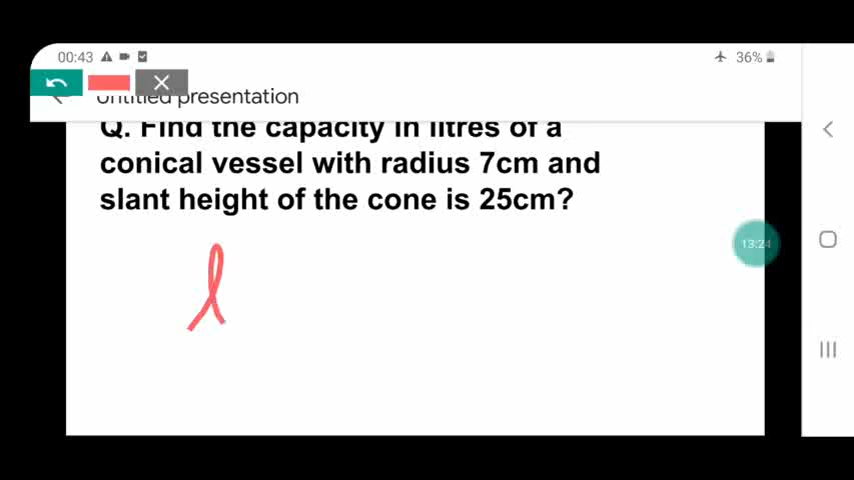 00:43
36%
Untitled presentation
Q. Find the capacity in litres of a
conical vessel with radius 7cm and
slant height of the cone is 25cm?
13:24
l